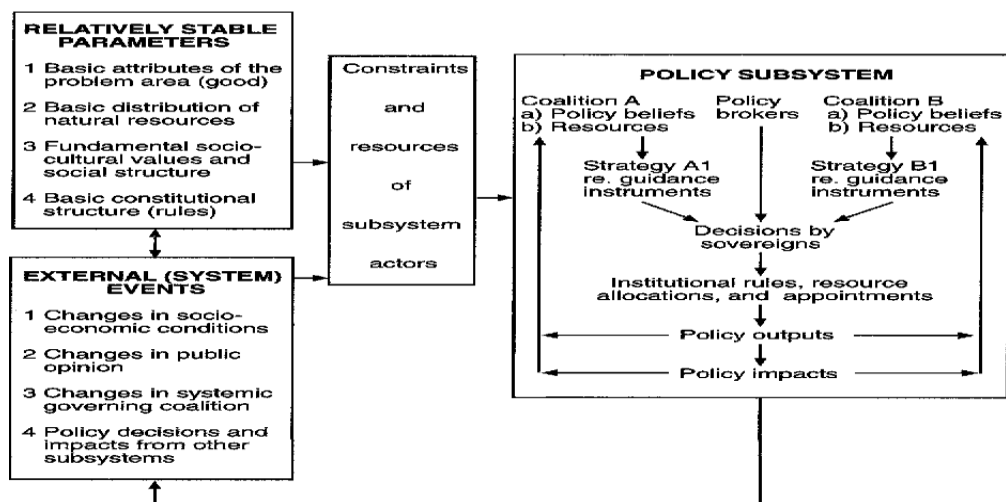 RELATIVELY STABLE
PARAMETERS
1 Basic attributes of the
problem area (good)
2 Basic distribution of
natural resources
3 Fundamental socio-
cultural values and
social structure
4 Basic constitutional
structure (rules)
EXTERNAL (SYSTEM)
EVENTS
1 Changes in socio-
economic conditions
2 Changes in public
opinion
3 Changes in systemic
governing coalition
4 Policy decisions and
impacts from other
subsystems
Constraints
and
resources
of
subsystem
actors
POLICY SUBSYSTEM
Coalition A
a) Policy beliefs
b) Resources
Policy
brokers
Coalition B
a) Policy beliefs
b) Resources
Strategy A1
re. guidance
instruments
Strategy B1
re. guidance
instruments
Decisions by
sovereigns
Institutional rules, resource
allocations, and appointments
Policy outputs
Policy impacts